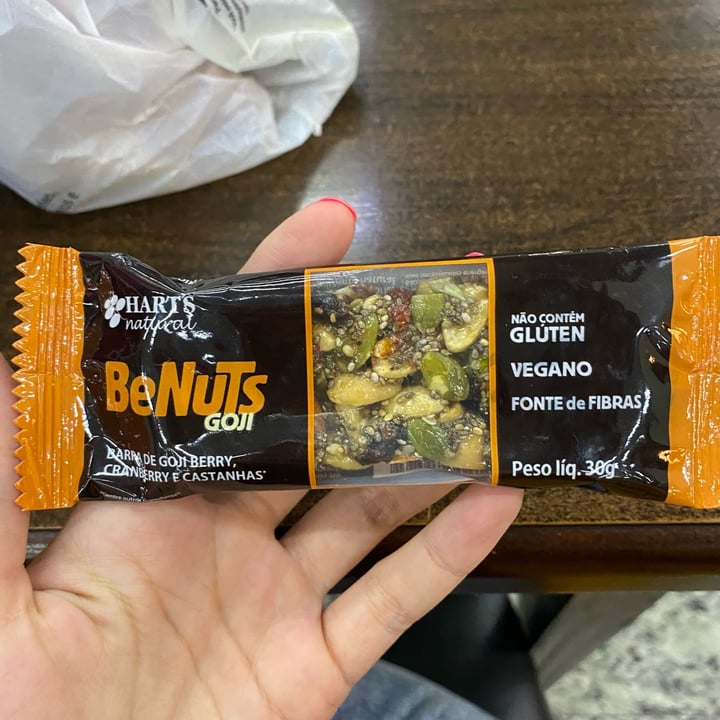 HART'S
natural
BeNuTs
GOJI
BARRA DE GOJI BERRY,
CRANBERRY E CASTANHAS*
NÃO CONTÉM
GLÚTEN
VEGANO
FONTE de FIBRAS
Peso líq. 30g